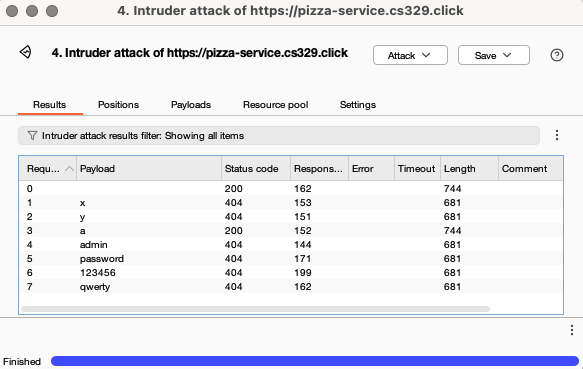 4. Intruder attack of https://pizza-service.cs329.click
4. Intruder attack of https://pizza-service.cs329.click Attack Save ?
Results Positions Payloads Resource pool Settings
Intruder attack results filter: Showing all items
Requ... Payload Status code Respons... Error Timeout Length Comment
0 200 162 744
1 x 404 153 681
2 y 404 151 681
3 a 200 152 744
4 admin 404 144 681
5 password 404 171 681
6 123456 404 199 681
7 qwerty 404 162 681
Finished